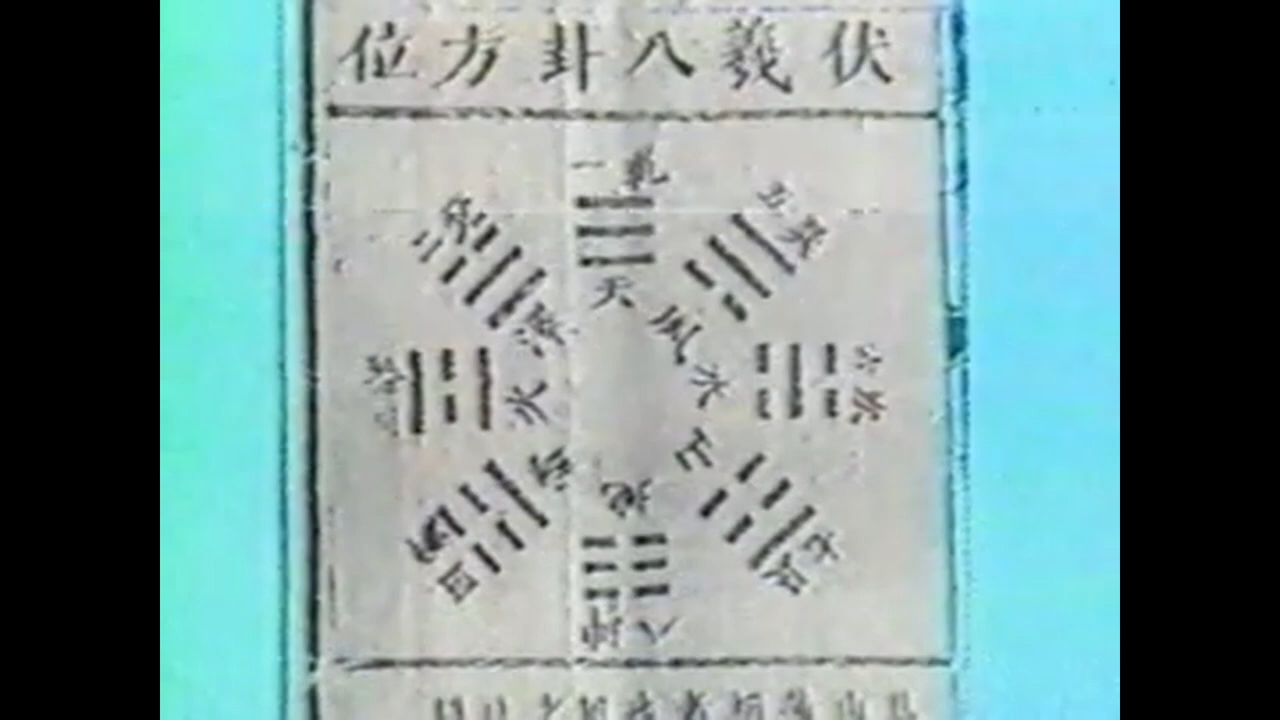 伏羲八卦方位
乾一
天
兌二
澤
離三
火
震四
雷
巽五
風
坎六
水
艮七
山
坤八
地